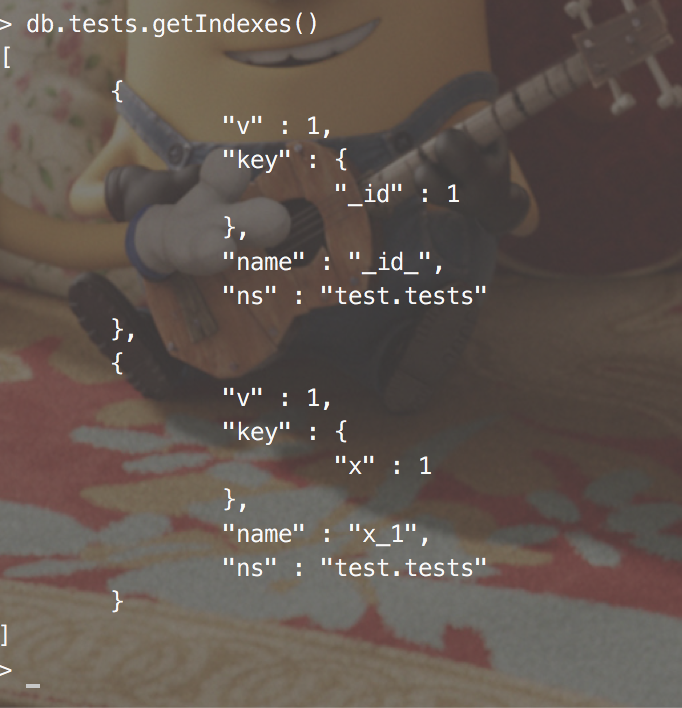 > db.tests.getIndexes()
[
{
"v" : 1,
"key" : {
"_id" : 1
},
"name" : "_id_",
"ns" : "test.tests"
},
{
"v" : 1,
"key" : {
"x" : 1
},
"name" : "x_1",
"ns" : "test.tests"
}
]
> _